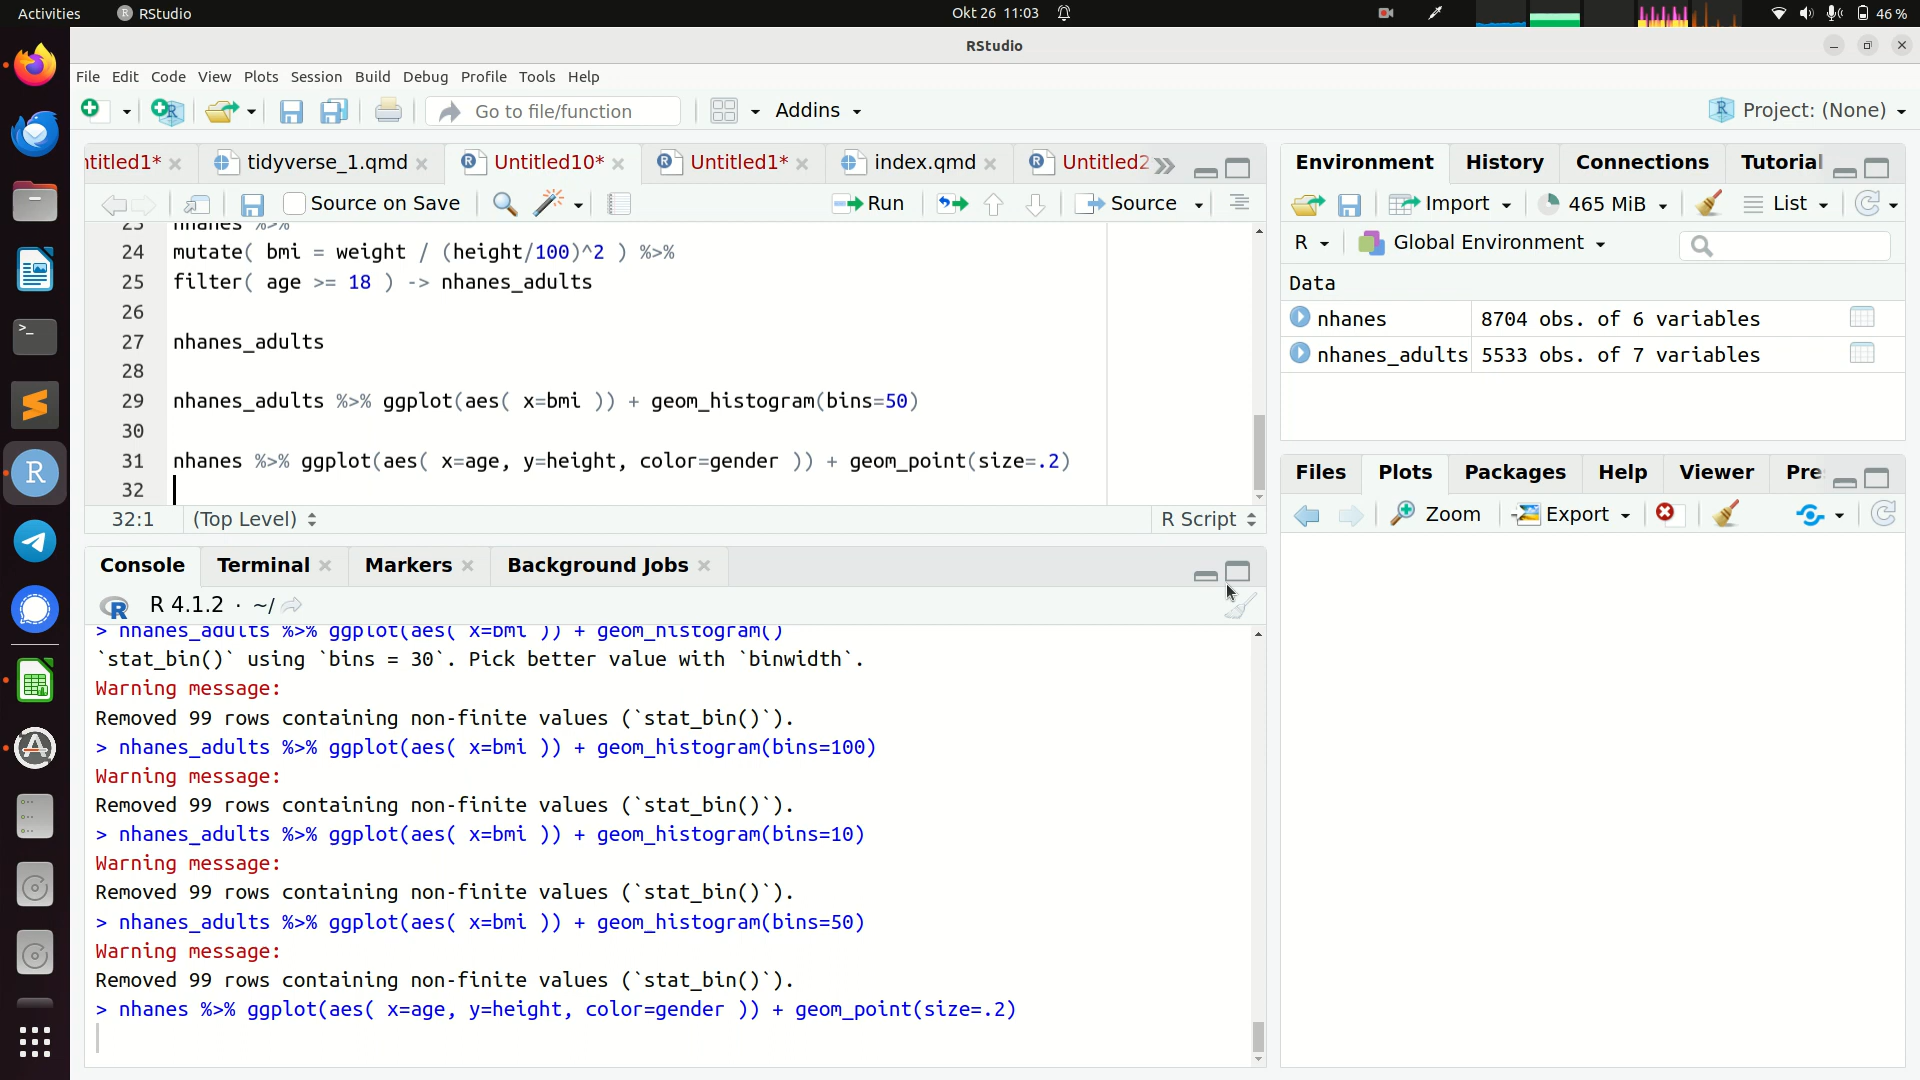 Activities RStudio Okt 26 11:03 46 %
RStudio
File Edit Code View Plots Session Build Debug Profile Tools Help
Go to file/function Addins Project: (None)
ntitled1* tidyverse_1.qmd Untitled10* Untitled1* index.qmd Untitled2
Source on Save Run Source
23 nhanes %>%
24 mutate( bmi = weight / (height/100)^2 ) %>%
25 filter( age >= 18 ) -> nhanes_adults
26
27 nhanes_adults
28
29 nhanes_adults %>% ggplot(aes( x=bmi )) + geom_histogram(bins=50)
30
31 nhanes %>% ggplot(aes( x=age, y=height, color=gender )) + geom_point(size=.2)
32
32:1 (Top Level) R Script
Console Terminal Markers Background Jobs
R 4.1.2 · ~/
> nhanes_adults %>% ggplot(aes( x=bmi )) + geom_histogram()
`stat_bin()` using `bins = 30`. Pick better value with `binwidth`.
Warning message:
Removed 99 rows containing non-finite values (`stat_bin()`).
> nhanes_adults %>% ggplot(aes( x=bmi )) + geom_histogram(bins=100)
Warning message:
Removed 99 rows containing non-finite values (`stat_bin()`).
> nhanes_adults %>% ggplot(aes( x=bmi )) + geom_histogram(bins=10)
Warning message:
Removed 99 rows containing non-finite values (`stat_bin()`).
> nhanes_adults %>% ggplot(aes( x=bmi )) + geom_histogram(bins=50)
Warning message:
Removed 99 rows containing non-finite values (`stat_bin()`).
> nhanes %>% ggplot(aes( x=age, y=height, color=gender )) + geom_point(size=.2)
Environment History Connections Tutorial
Import 465 MiB List
R Global Environment
Data
nhanes 8704 obs. of 6 variables
nhanes_adults 5533 obs. of 7 variables
Files Plots Packages Help Viewer Pre
Zoom Export